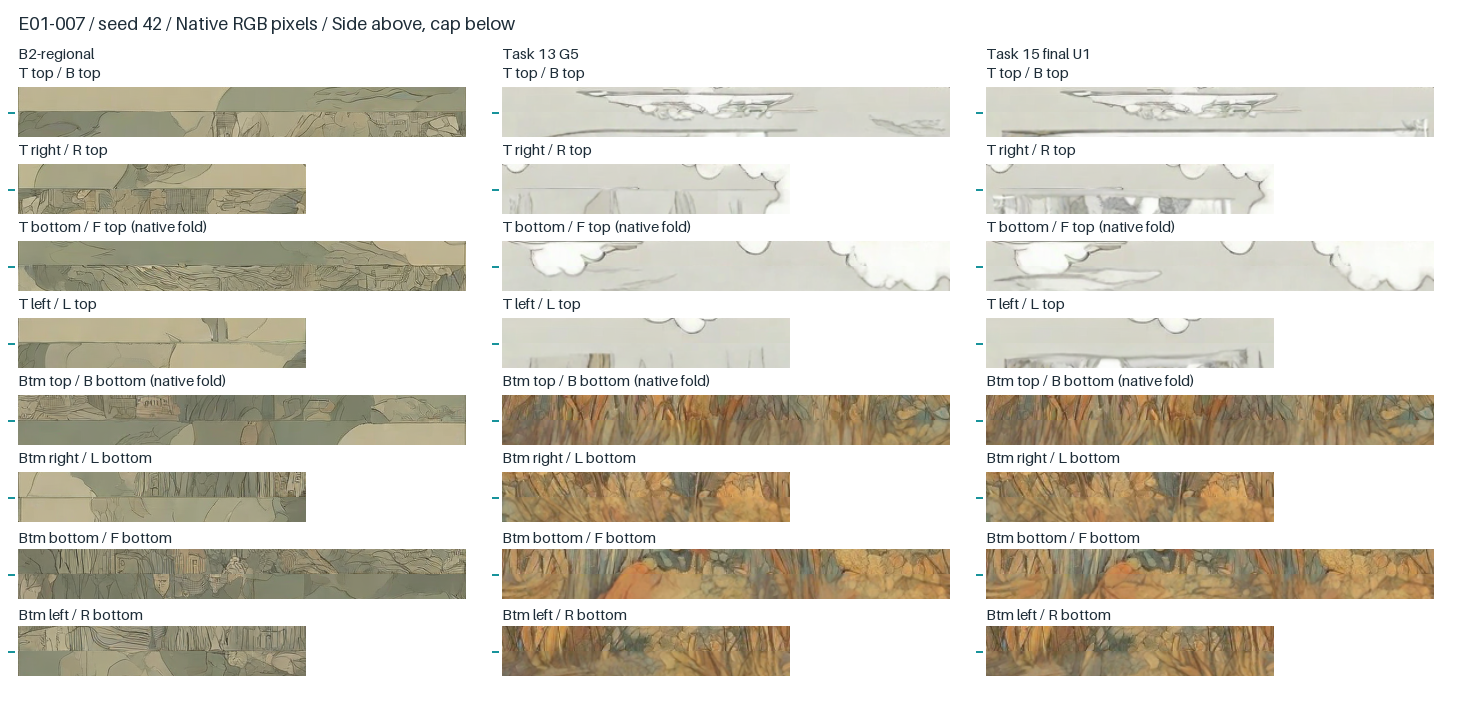 E01-007 / seed 42 / Native RGB pixels / Side above, cap below
B2-regional
T top / B top
T right / R top
T bottom / F top (native fold)
T left / L top
Btm top / B bottom (native fold)
Btm right / L bottom
Btm bottom / F bottom
Btm left / R bottom
Task 13 G5
T top / B top
T right / R top
T bottom / F top (native fold)
T left / L top
Btm top / B bottom (native fold)
Btm right / L bottom
Btm bottom / F bottom
Btm left / R bottom
Task 15 final U1
T top / B top
T right / R top
T bottom / F top (native fold)
T left / L top
Btm top / B bottom (native fold)
Btm right / L bottom
Btm bottom / F bottom
Btm left / R bottom